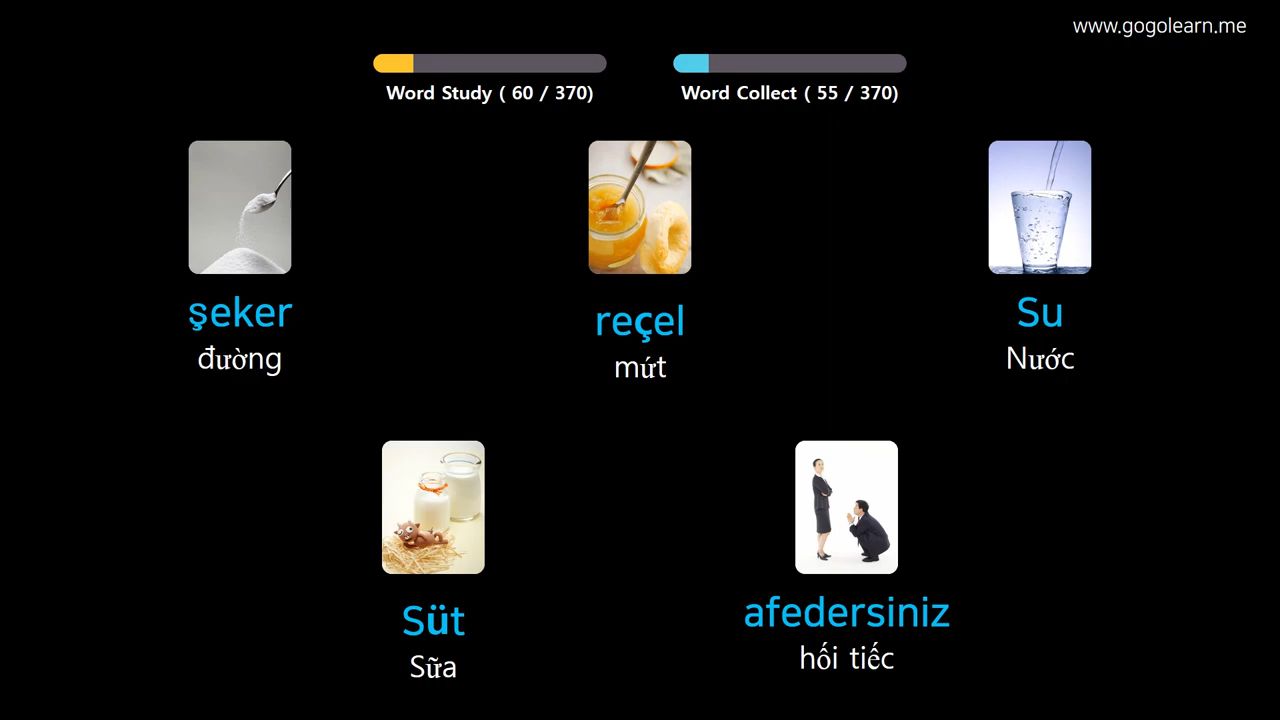 www.gogolearn.me
Word Study ( 60 / 370)
Word Collect ( 55 / 370)
şeker
đường
reçel
mứt
Su
Nước
Süt
Sữa
afedersiniz
hối tiếc